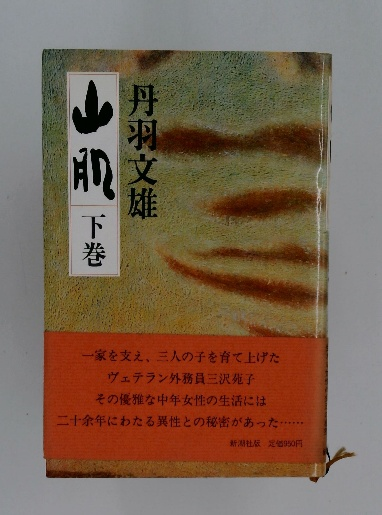 丹羽文雄
山肌
下巻
一家を支え、三人の子を育て上げた
ヴェテラン外務員三沢苑子
その優雅な中年女性の生活には
二十余年にわたる異性との秘密があった……
新潮社版 定価950円